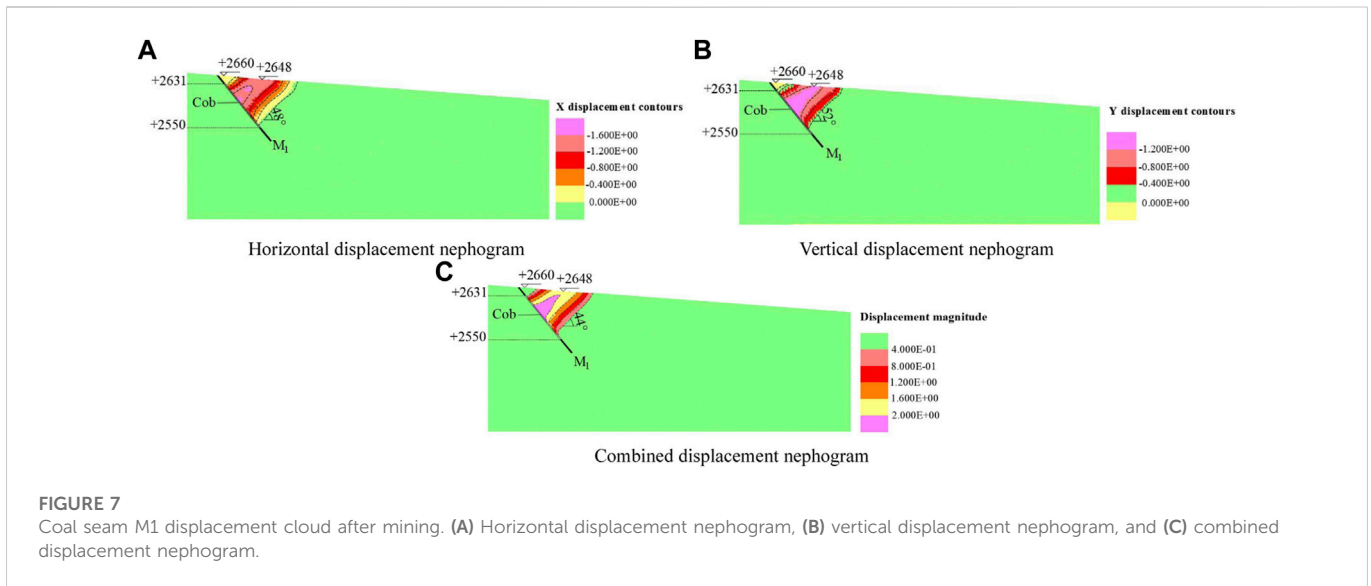 A
+2660
+2648
+2631
Cob
48°
+2550
M1
X displacement contours
-1.600E+00
-1.200E+00
-0.800E+00
-0.400E+00
0.000E+00
Horizontal displacement nephogram
B
+2660
+2648
+2631
Cob
52°
+2550
M1
Y displacement contours
-1.200E+00
-0.800E+00
-0.400E+00
0.000E+00
Vertical displacement nephogram
C
+2660
+2648
+2631
Cob
44°
+2550
M1
Displacement magnitude
4.000E-01
8.000E-01
1.200E+00
1.600E+00
2.000E+00
Combined displacement nephogram
FIGURE 7
Coal seam M1 displacement cloud after mining. (A) Horizontal displacement nephogram, (B) vertical displacement nephogram, and (C) combined
displacement nephogram.